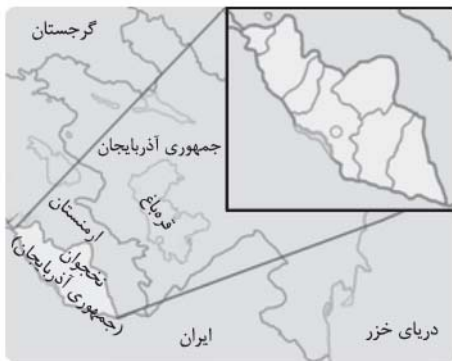 گرجستان
جمهوری آذربایجان
قره‌باغ
ارمنستان
نخجوان
(جمهوری آذربایجان)
ایران
دریای خزر